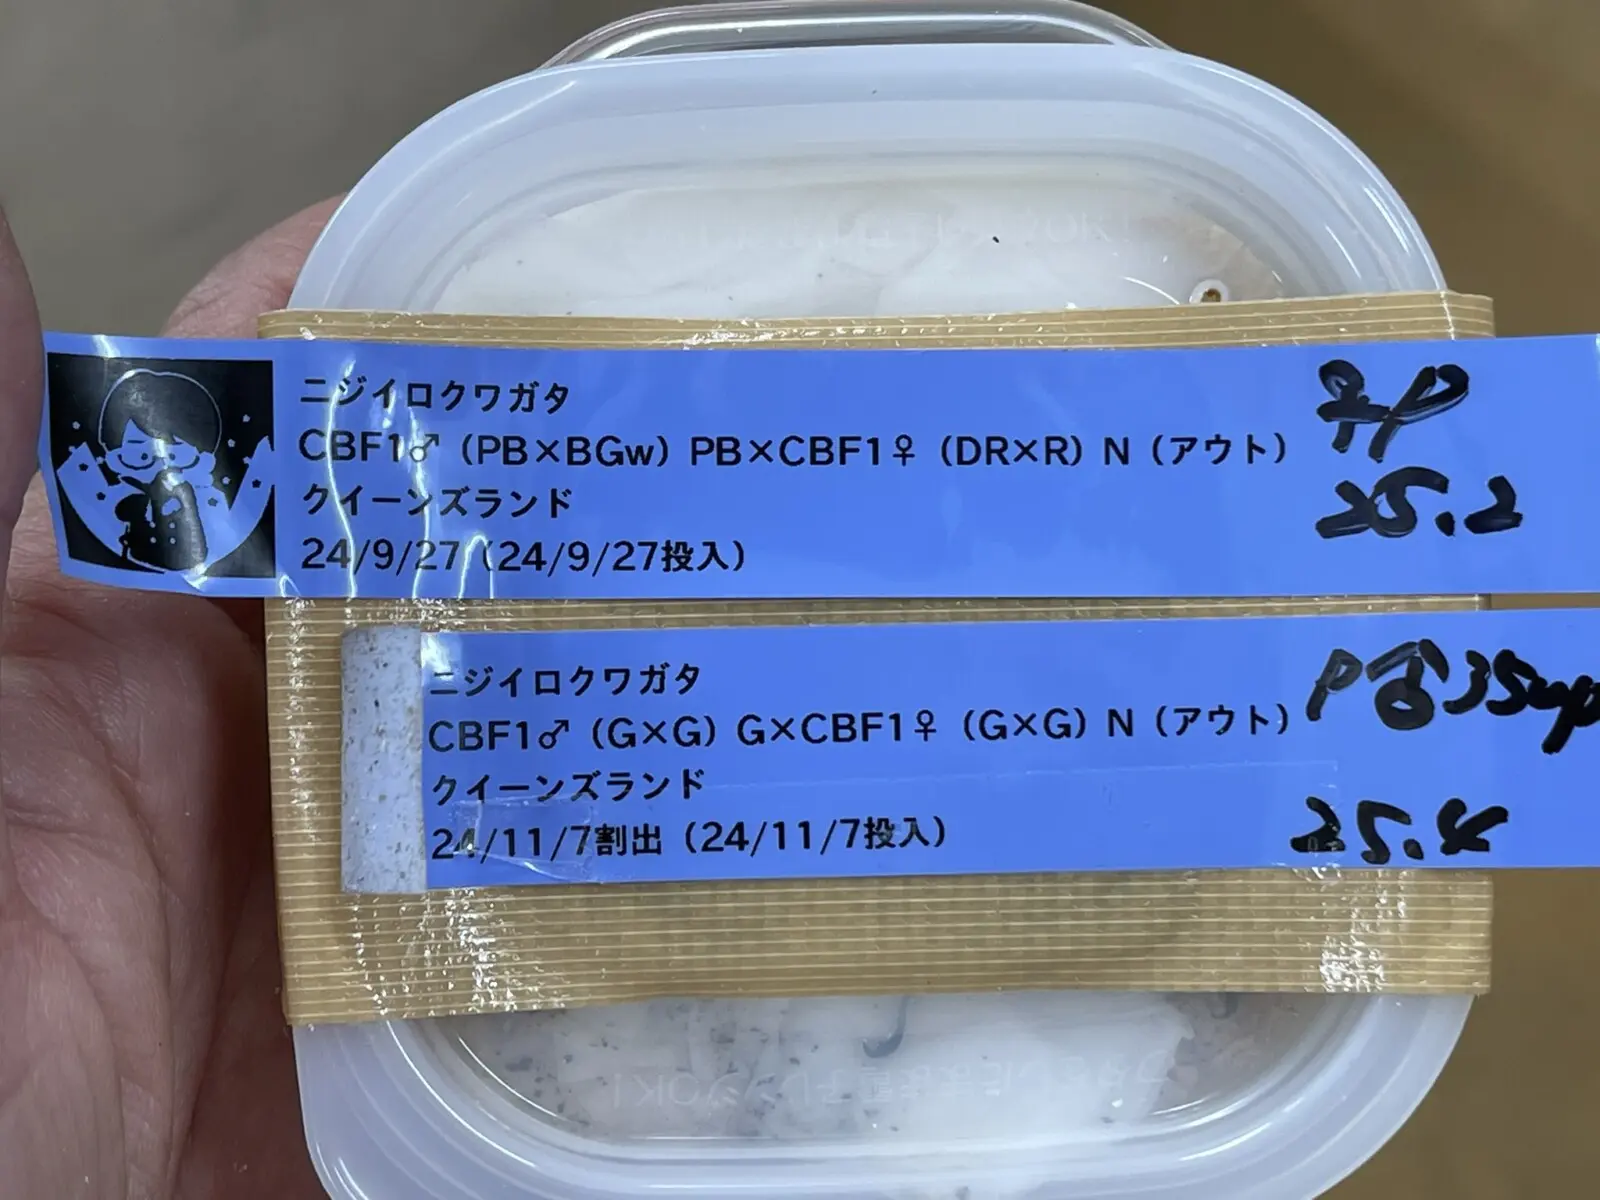 ニジイロクワガタ
CBF1♂（PB×BGw）PB×CBF1♀（DR×R）N（アウト）
クイーンズランド
24/9/27（24/9/27投入）
25.2
ニジイロクワガタ
CBF1♂（G×G）G×CBF1♀（G×G）N（アウト）
クイーンズランド
24/11/7割出（24/11/7投入）
25.4